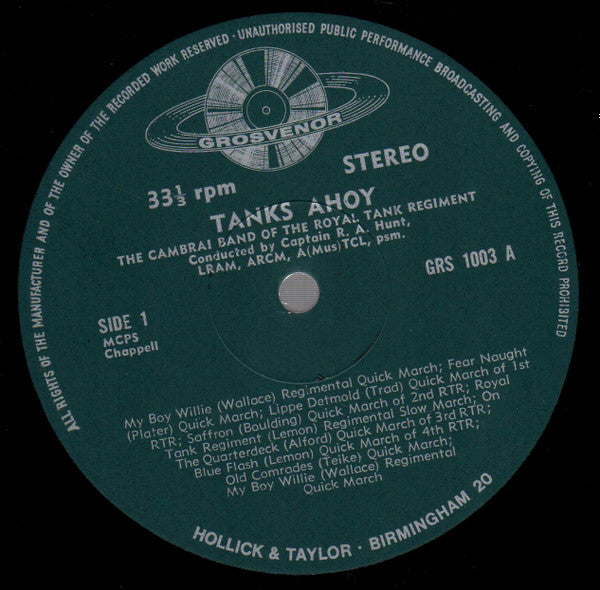 ALL RIGHTS OF THE MANUFACTURER AND OF THE OWNER OF THE RECORDED WORK RESERVED · UNAUTHORISED PUBLIC PERFORMANCE BROADCASTING AND COPYING OF THIS RECORD PROHIBITED
GROSVENOR
33⅓ rpm
STEREO
TANKS AHOY
THE CAMBRAI BAND OF THE ROYAL TANK REGIMENT
Conducted by Captain R. A. Hunt,
LRAM, ARCM, A(Mus)TCL, psm.
GRS 1003 A
SIDE 1
MCPS
Chappell
My Boy Willie (Wallace) Regimental Quick March; Fear Naught
(Plater) Quick March; Lippe Detmold (Trad) Quick March of 1st
RTR; Saffron (Boulding) Quick March of 2nd RTR; Royal
Tank Regiment (Lemon) Regimental Slow March; On
The Quarterdeck (Alford) Quick March of 3rd RTR;
Blue Flash (Lemon) Quick March of 4th RTR;
Old Comrades (Teike) Quick March;
My Boy Willie (Wallace) Regimental
Quick March
HOLLICK & TAYLOR · BIRMINGHAM 20